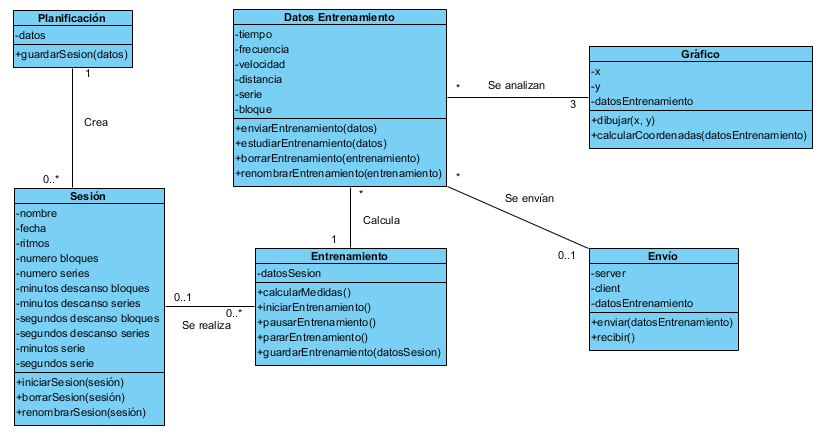 Planificación
-datos
+guardarSesion(datos)
1
Crea
0..*
Sesión
-nombre
-fecha
-ritmos
-numero bloques
-numero series
-minutos descanso bloques
-minutos descanso series
-segundos descanso bloques
-segundos descanso series
-minutos serie
-segundos serie
+iniciarSesion(sesión)
+borrarSesion(sesión)
+renombrarSesion(sesión)
0..1
0..*
Se realiza
Datos Entrenamiento
-tiempo
-frecuencia
-velocidad
-distancia
-serie
-bloque
+enviarEntrenamiento(datos)
+estudiarEntrenamiento(datos)
+borrarEntrenamiento(entrenamiento)
+renombrarEntrenamiento(entrenamiento)
*
Calcula
1
Entrenamiento
-datosSesion
+calcularMedidas()
+iniciarEntrenamiento()
+pausarEntrenamiento()
+pararEntrenamiento()
+guardarEntrenamiento(datosSesion)
*
Se analizan
3
Gráfico
-x
-y
-datosEntrenamiento
+dibujar(x, y)
+calcularCoordenadas(datosEntrenamiento)
*
Se envían
0..1
Envío
-server
-client
-datosEntrenamiento
+enviar(datosEntrenamiento)
+recibir()